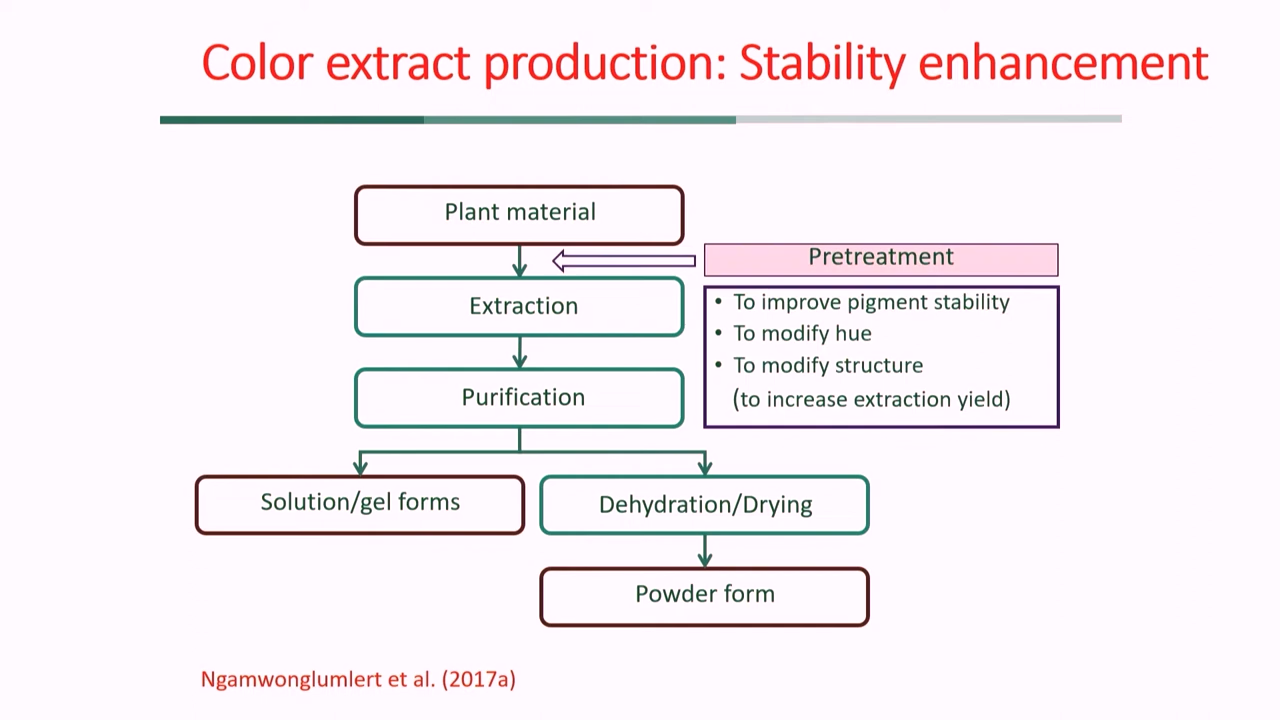 Color extract production: Stability enhancement
Plant material
Pretreatment
Extraction
• To improve pigment stability
• To modify hue
• To modify structure
(to increase extraction yield)
Purification
Solution/gel forms
Dehydration/Drying
Powder form
Ngamwonglumlert et al. (2017a)